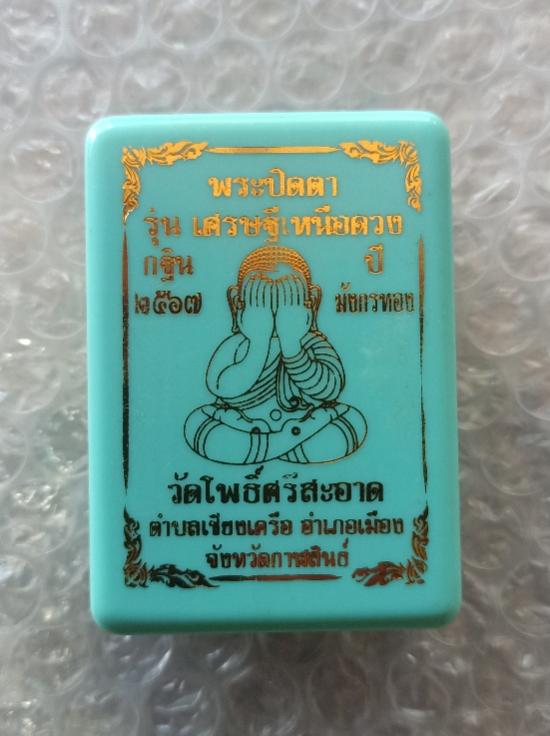 พระปิดตา
รุ่น เศรษฐีเหนือดวง
กฐิน ปี
๒๕๖๗ มังกรทอง
วัดโพธิ์ศรีสะอาด
ตำบลเชียงเครือ อำเภอเมือง
จังหวัดกาฬสินธุ์